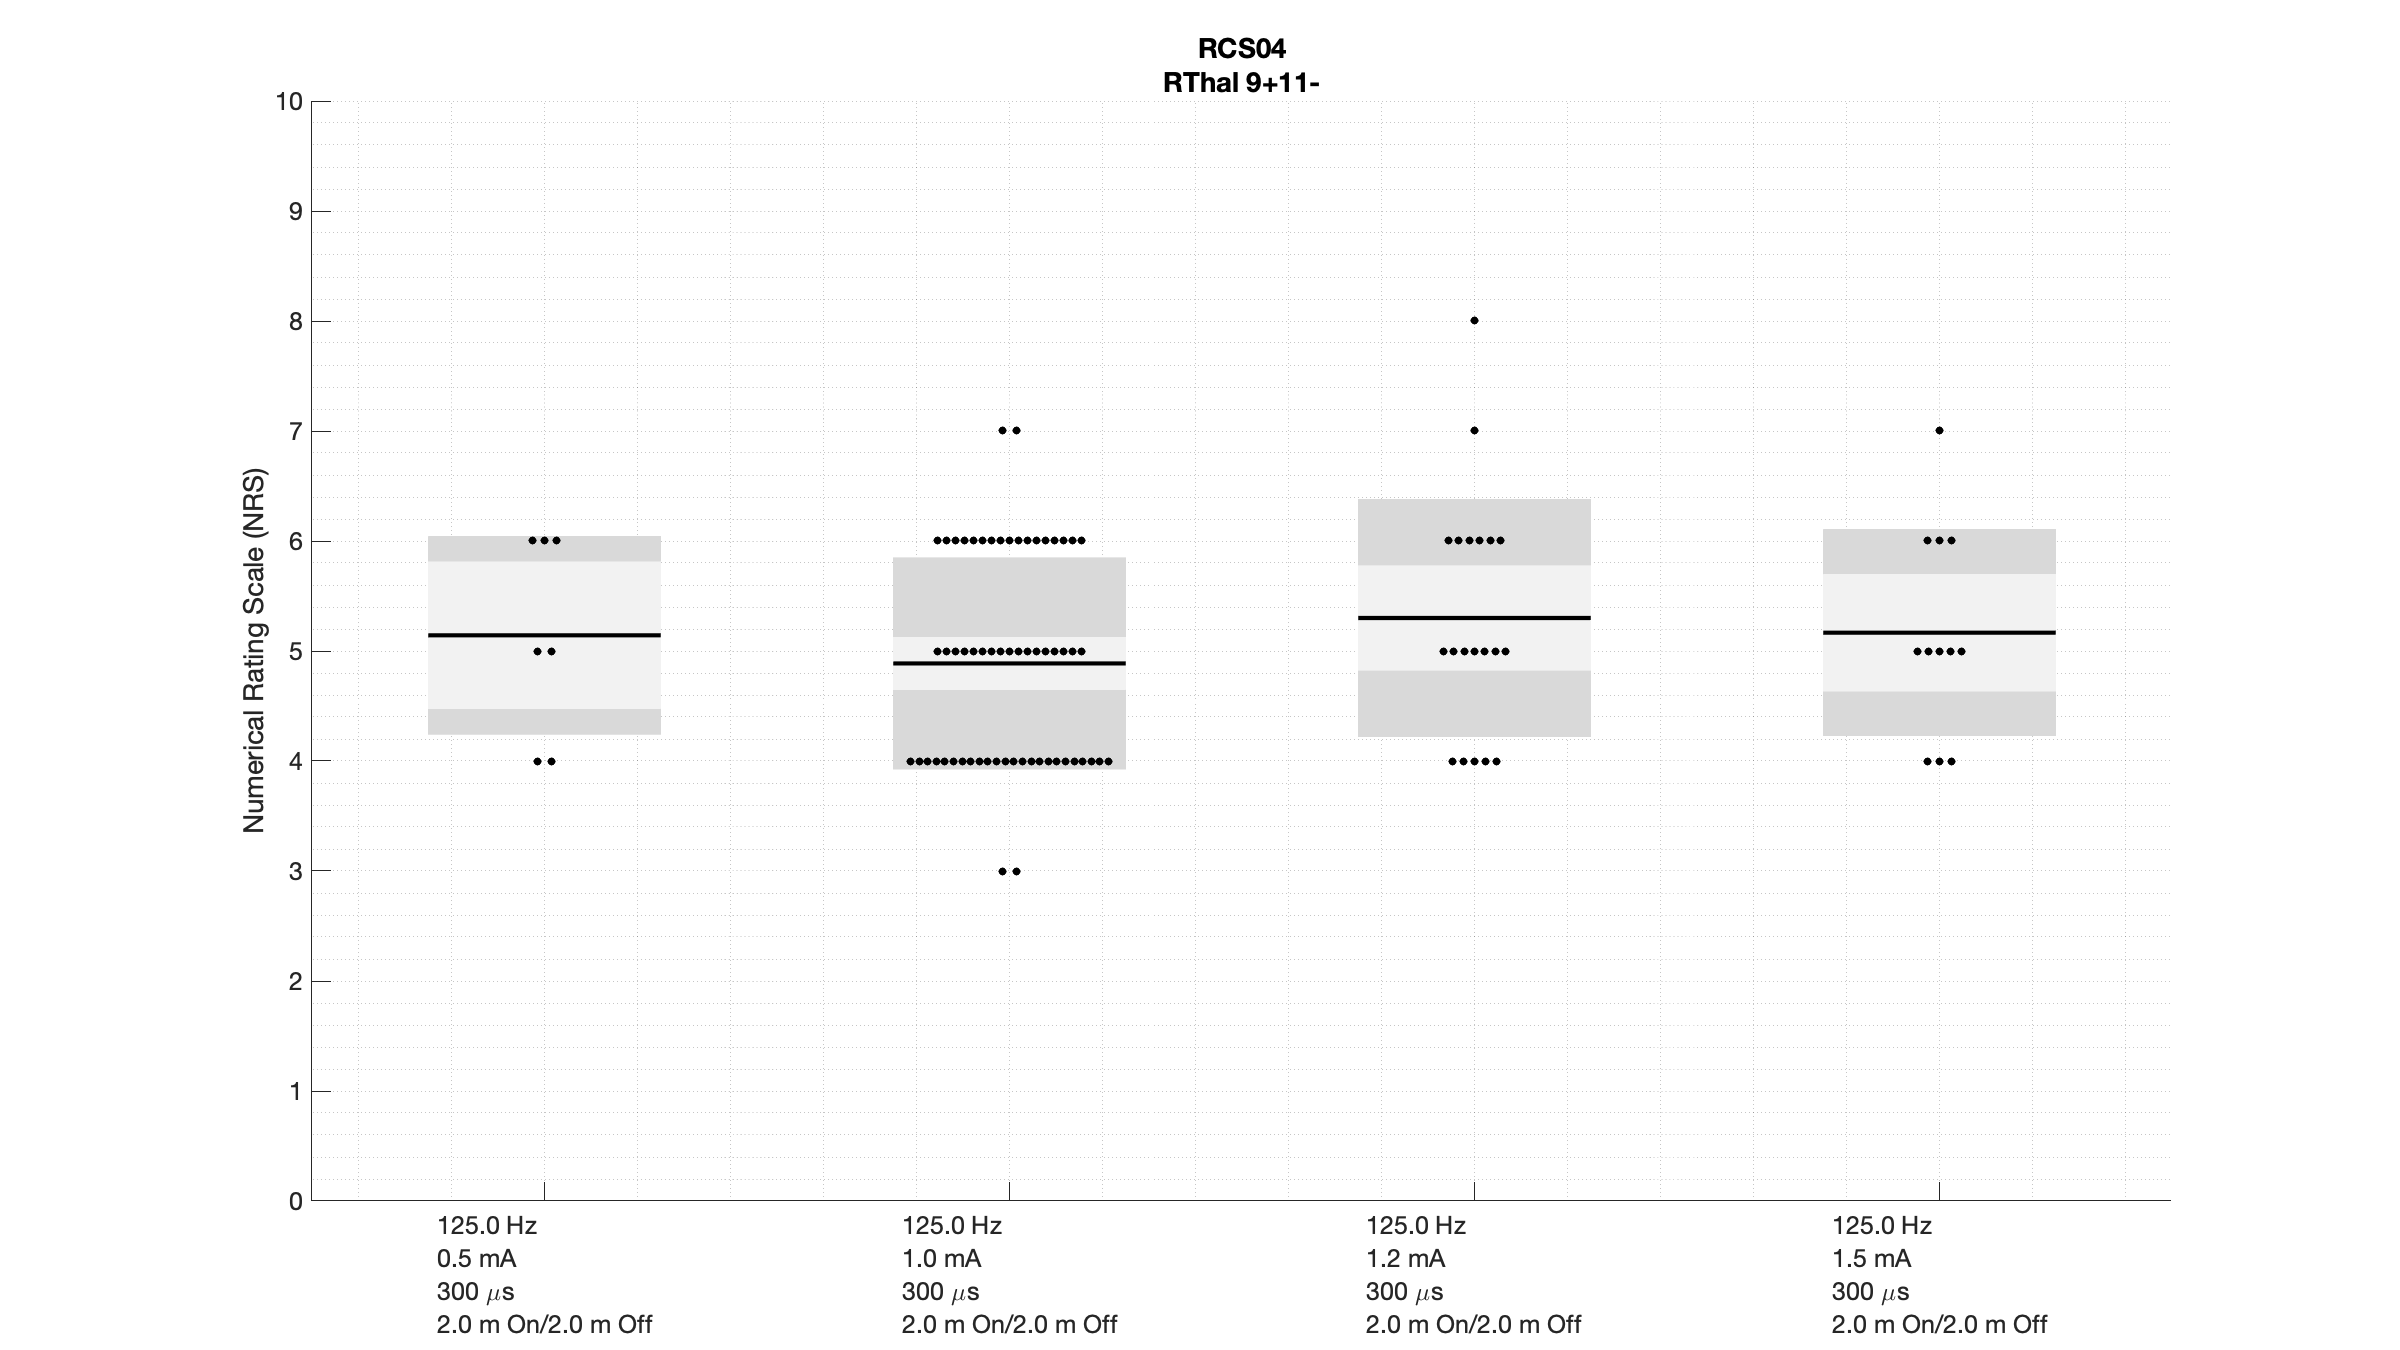 RCS04
RThal 9+11-
10
9
8
7
6
5
4
3
2
1
0
Numerical Rating Scale (NRS)
125.0 Hz
0.5 mA
300 μs
2.0 m On/2.0 m Off
125.0 Hz
1.0 mA
300 μs
2.0 m On/2.0 m Off
125.0 Hz
1.2 mA
300 μs
2.0 m On/2.0 m Off
125.0 Hz
1.5 mA
300 μs
2.0 m On/2.0 m Off